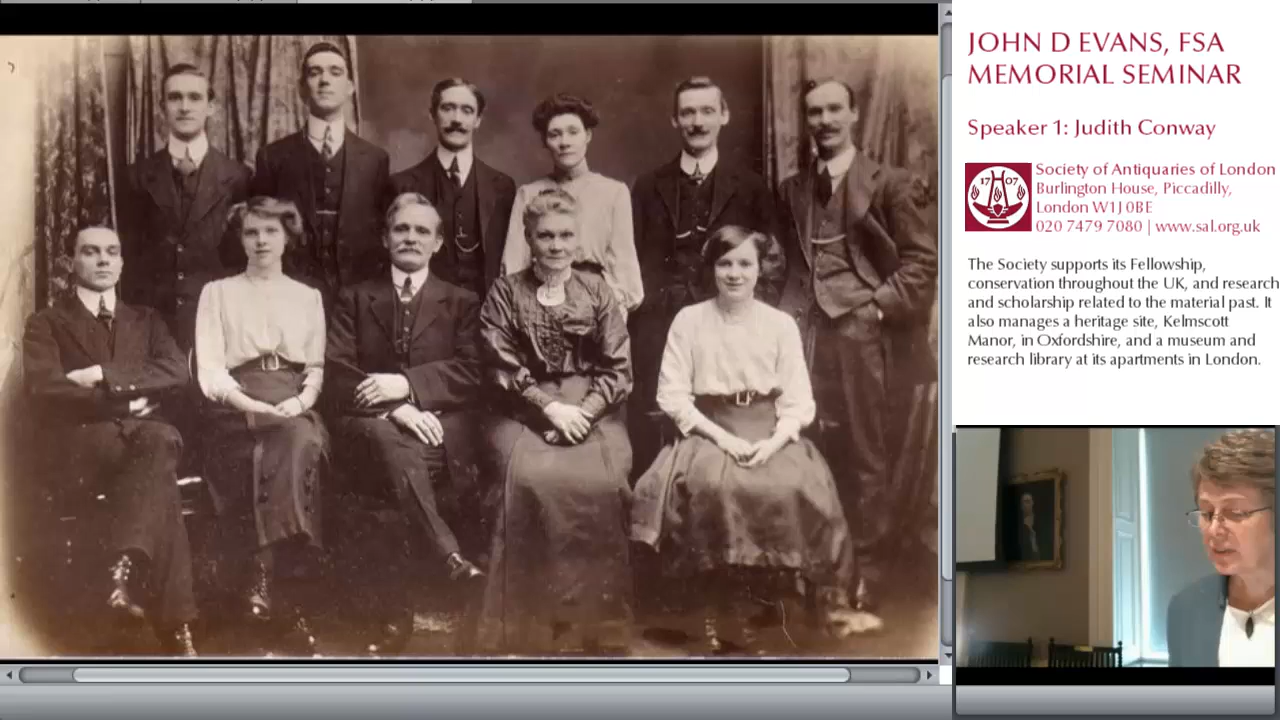 JOHN D EVANS, FSA
MEMORIAL SEMINAR
Speaker 1: Judith Conway
17 07
Society of Antiquaries of London
Burlington House, Piccadilly,
London W1J 0BE
020 7479 7080 | www.sal.org.uk
The Society supports its Fellowship,
conservation throughout the UK, and research
and scholarship related to the material past. It
also manages a heritage site, Kelmscott
Manor, in Oxfordshire, and a museum and
research library at its apartments in London.